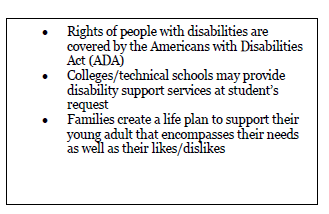 • Rights of people with disabilities are
covered by the Americans with Disabilities
Act (ADA)
• Colleges/technical schools may provide
disability support services at student’s
request
• Families create a life plan to support their
young adult that encompasses their needs
as well as their likes/dislikes